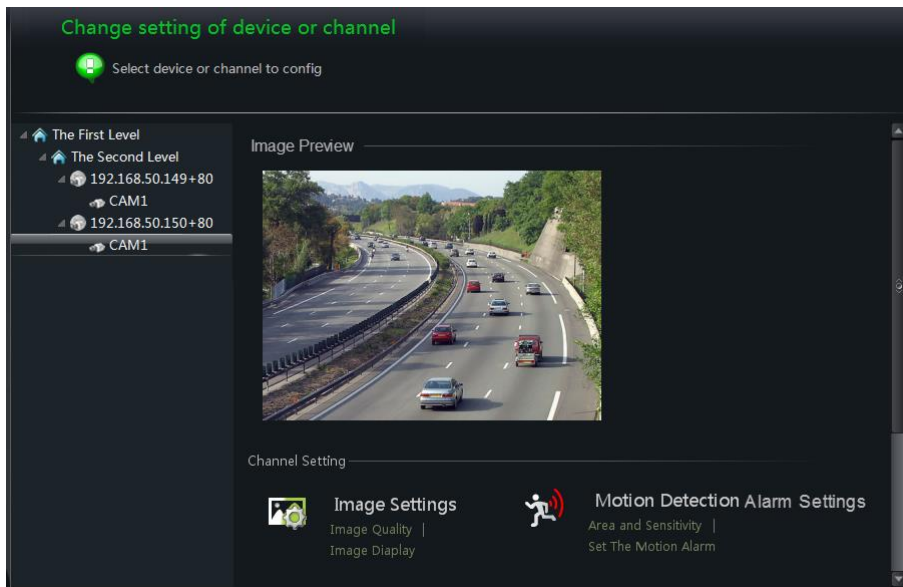 Change setting of device or channel
Select device or channel to config
The First Level
The Second Level
192.168.50.149+80
CAM1
192.168.50.150+80
CAM1
Image Preview
Channel Setting
Image Settings
Image Quality |
Image Diaplay
Motion Detection Alarm Settings
Area and Sensitivity |
Set The Motion Alarm